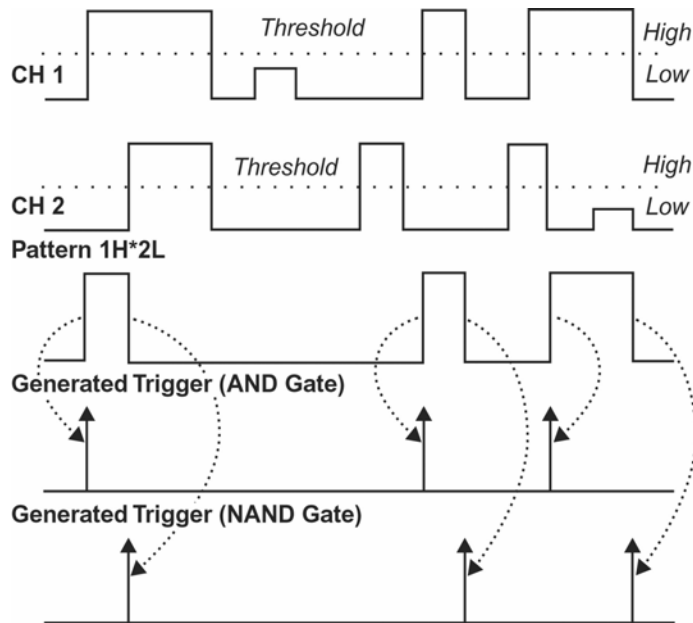 Threshold
High
CH 1
Low
Threshold
High
CH 2
Low
Pattern 1H*2L
Generated Trigger (AND Gate)
Generated Trigger (NAND Gate)